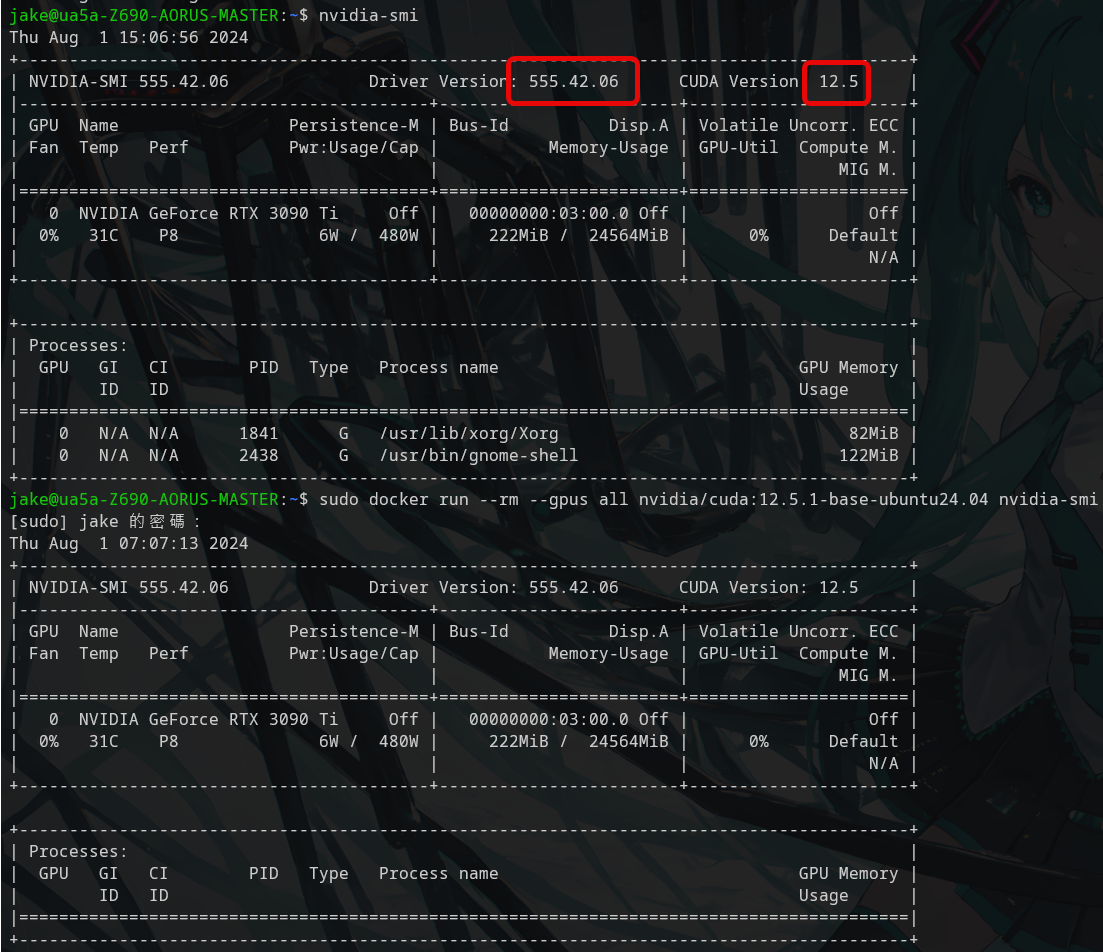 jake@ua5a-Z690-AORUS-MASTER:~$ nvidia-smi
Thu Aug  1 15:06:56 2024
+-----------------------------------------------------------------------------------------+
| NVIDIA-SMI 555.42.06              Driver Version: 555.42.06      CUDA Version 12.5     |
|-----------------------------------------+------------------------+----------------------+
| GPU  Name                 Persistence-M | Bus-Id          Disp.A | Volatile Uncorr. ECC |
| Fan  Temp   Perf          Pwr:Usage/Cap |           Memory-Usage | GPU-Util  Compute M. |
|                                         |                        |               MIG M. |
|=========================================+========================+======================|
|   0  NVIDIA GeForce RTX 3090 Ti     Off |   00000000:03:00.0 Off |                  Off |
|  0%   31C    P8              6W /  480W |     222MiB /  24564MiB |      0%      Default |
|                                         |                        |                  N/A |
+-----------------------------------------+------------------------+----------------------+
+-----------------------------------------------------------------------------------------+
| Processes:                                                                              |
|  GPU   GI   CI        PID   Type   Process name                              GPU Memory |
|        ID   ID                                                               Usage      |
|=========================================================================================|
|    0   N/A  N/A      1841      G   /usr/lib/xorg/Xorg                             82MiB |
|    0   N/A  N/A      2438      G   /usr/bin/gnome-shell                          122MiB |
+-----------------------------------------------------------------------------------------+
jake@ua5a-Z690-AORUS-MASTER:~$ sudo docker run --rm --gpus all nvidia/cuda:12.5.1-base-ubuntu24.04 nvidia-smi
[sudo] jake 的密碼：
Thu Aug  1 07:07:13 2024
+-----------------------------------------------------------------------------------------+
| NVIDIA-SMI 555.42.06              Driver Version: 555.42.06      CUDA Version: 12.5     |
|-----------------------------------------+------------------------+----------------------+
| GPU  Name                 Persistence-M | Bus-Id          Disp.A | Volatile Uncorr. ECC |
| Fan  Temp   Perf          Pwr:Usage/Cap |           Memory-Usage | GPU-Util  Compute M. |
|                                         |                        |               MIG M. |
|=========================================+========================+======================|
|   0  NVIDIA GeForce RTX 3090 Ti     Off |   00000000:03:00.0 Off |                  Off |
|  0%   31C    P8              6W /  480W |     222MiB /  24564MiB |      0%      Default |
|                                         |                        |                  N/A |
+-----------------------------------------+------------------------+----------------------+
+-----------------------------------------------------------------------------------------+
| Processes:                                                                              |
|  GPU   GI   CI        PID   Type   Process name                              GPU Memory |
|        ID   ID                                                               Usage      |
|=========================================================================================|
+-----------------------------------------------------------------------------------------+